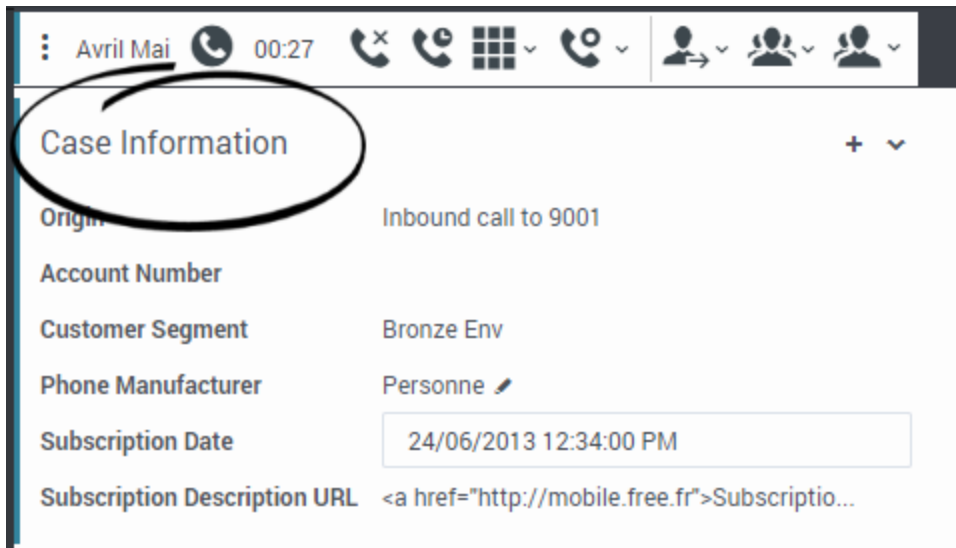 Avril Mai 00:27
Case Information
Origin Inbound call to 9001
Account Number
Customer Segment Bronze Env
Phone Manufacturer Personne
Subscription Date 24/06/2013 12:34:00 PM
Subscription Description URL <a href="http://mobile.free.fr">Subscriptio...